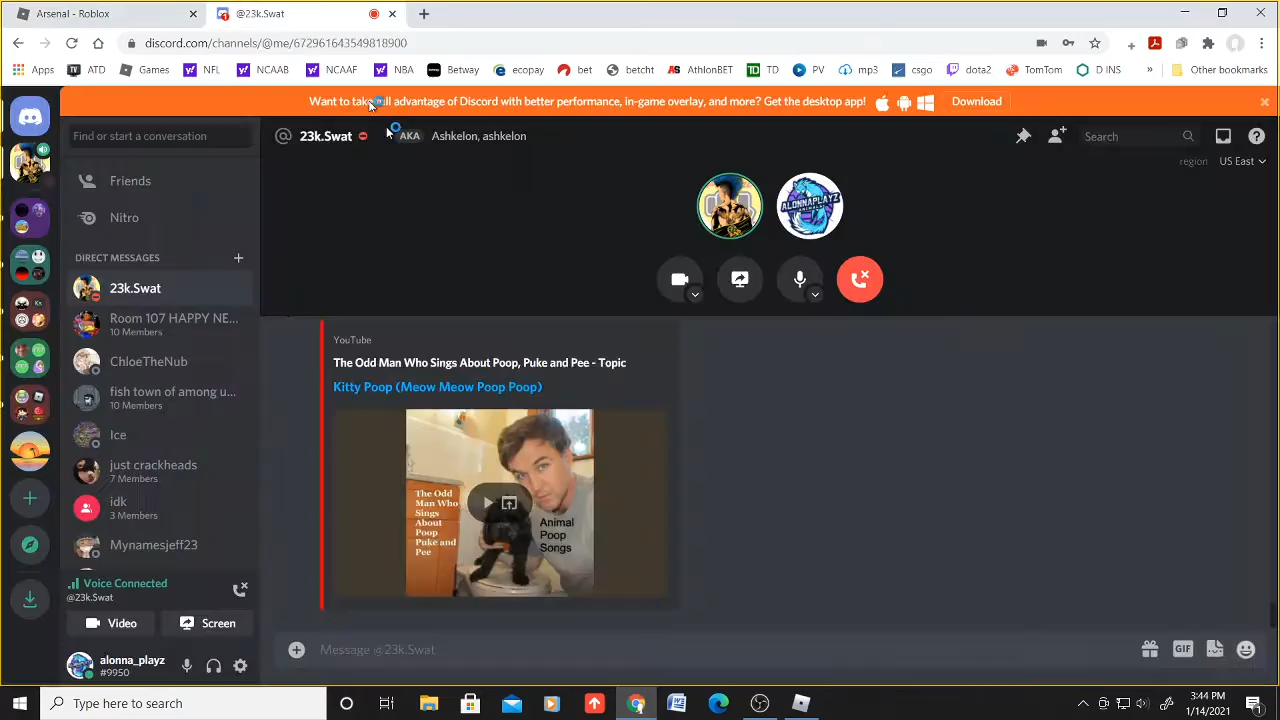 Arsenal - Roblox
@23k.Swat
discord.com/channels/@me/672961643549818900
Apps
ATD
Games
NFL
NCAAB
NCAAF
NBA
Betway
ecopay
bet
betcht
AthlonBET
TD
PV
mp3
csgo
dota2
TomTom
D INS
»
Other bookmarks
Want to take full advantage of Discord with better performance, in-game overlay, and more? Get the desktop app!
Download
Find or start a conversation
@ 23k.Swat
AKA
Ashkelon, ashkelon
Search
region
US East
Friends
Nitro
DIRECT MESSAGES
23k.Swat
Room 107 HAPPY NE...
10 Members
ChloeTheNub
fish town of among u...
10 Members
Ice
just crackheads
7 Members
idk
3 Members
Mynamesjeff23
Voice Connected
@23k.Swat
Video
Screen
alonna_playz
#9950
ALONNAPLAYZ
YouTube
The Odd Man Who Sings About Poop, Puke and Pee - Topic
Kitty Poop (Meow Meow Poop Poop)
The Odd
Man Who
Sings
About
Poop
Puke and
Pee
Animal
Poop
Songs
Message @23k.Swat
GIF
Type here to search
3:44 PM
1/14/2021